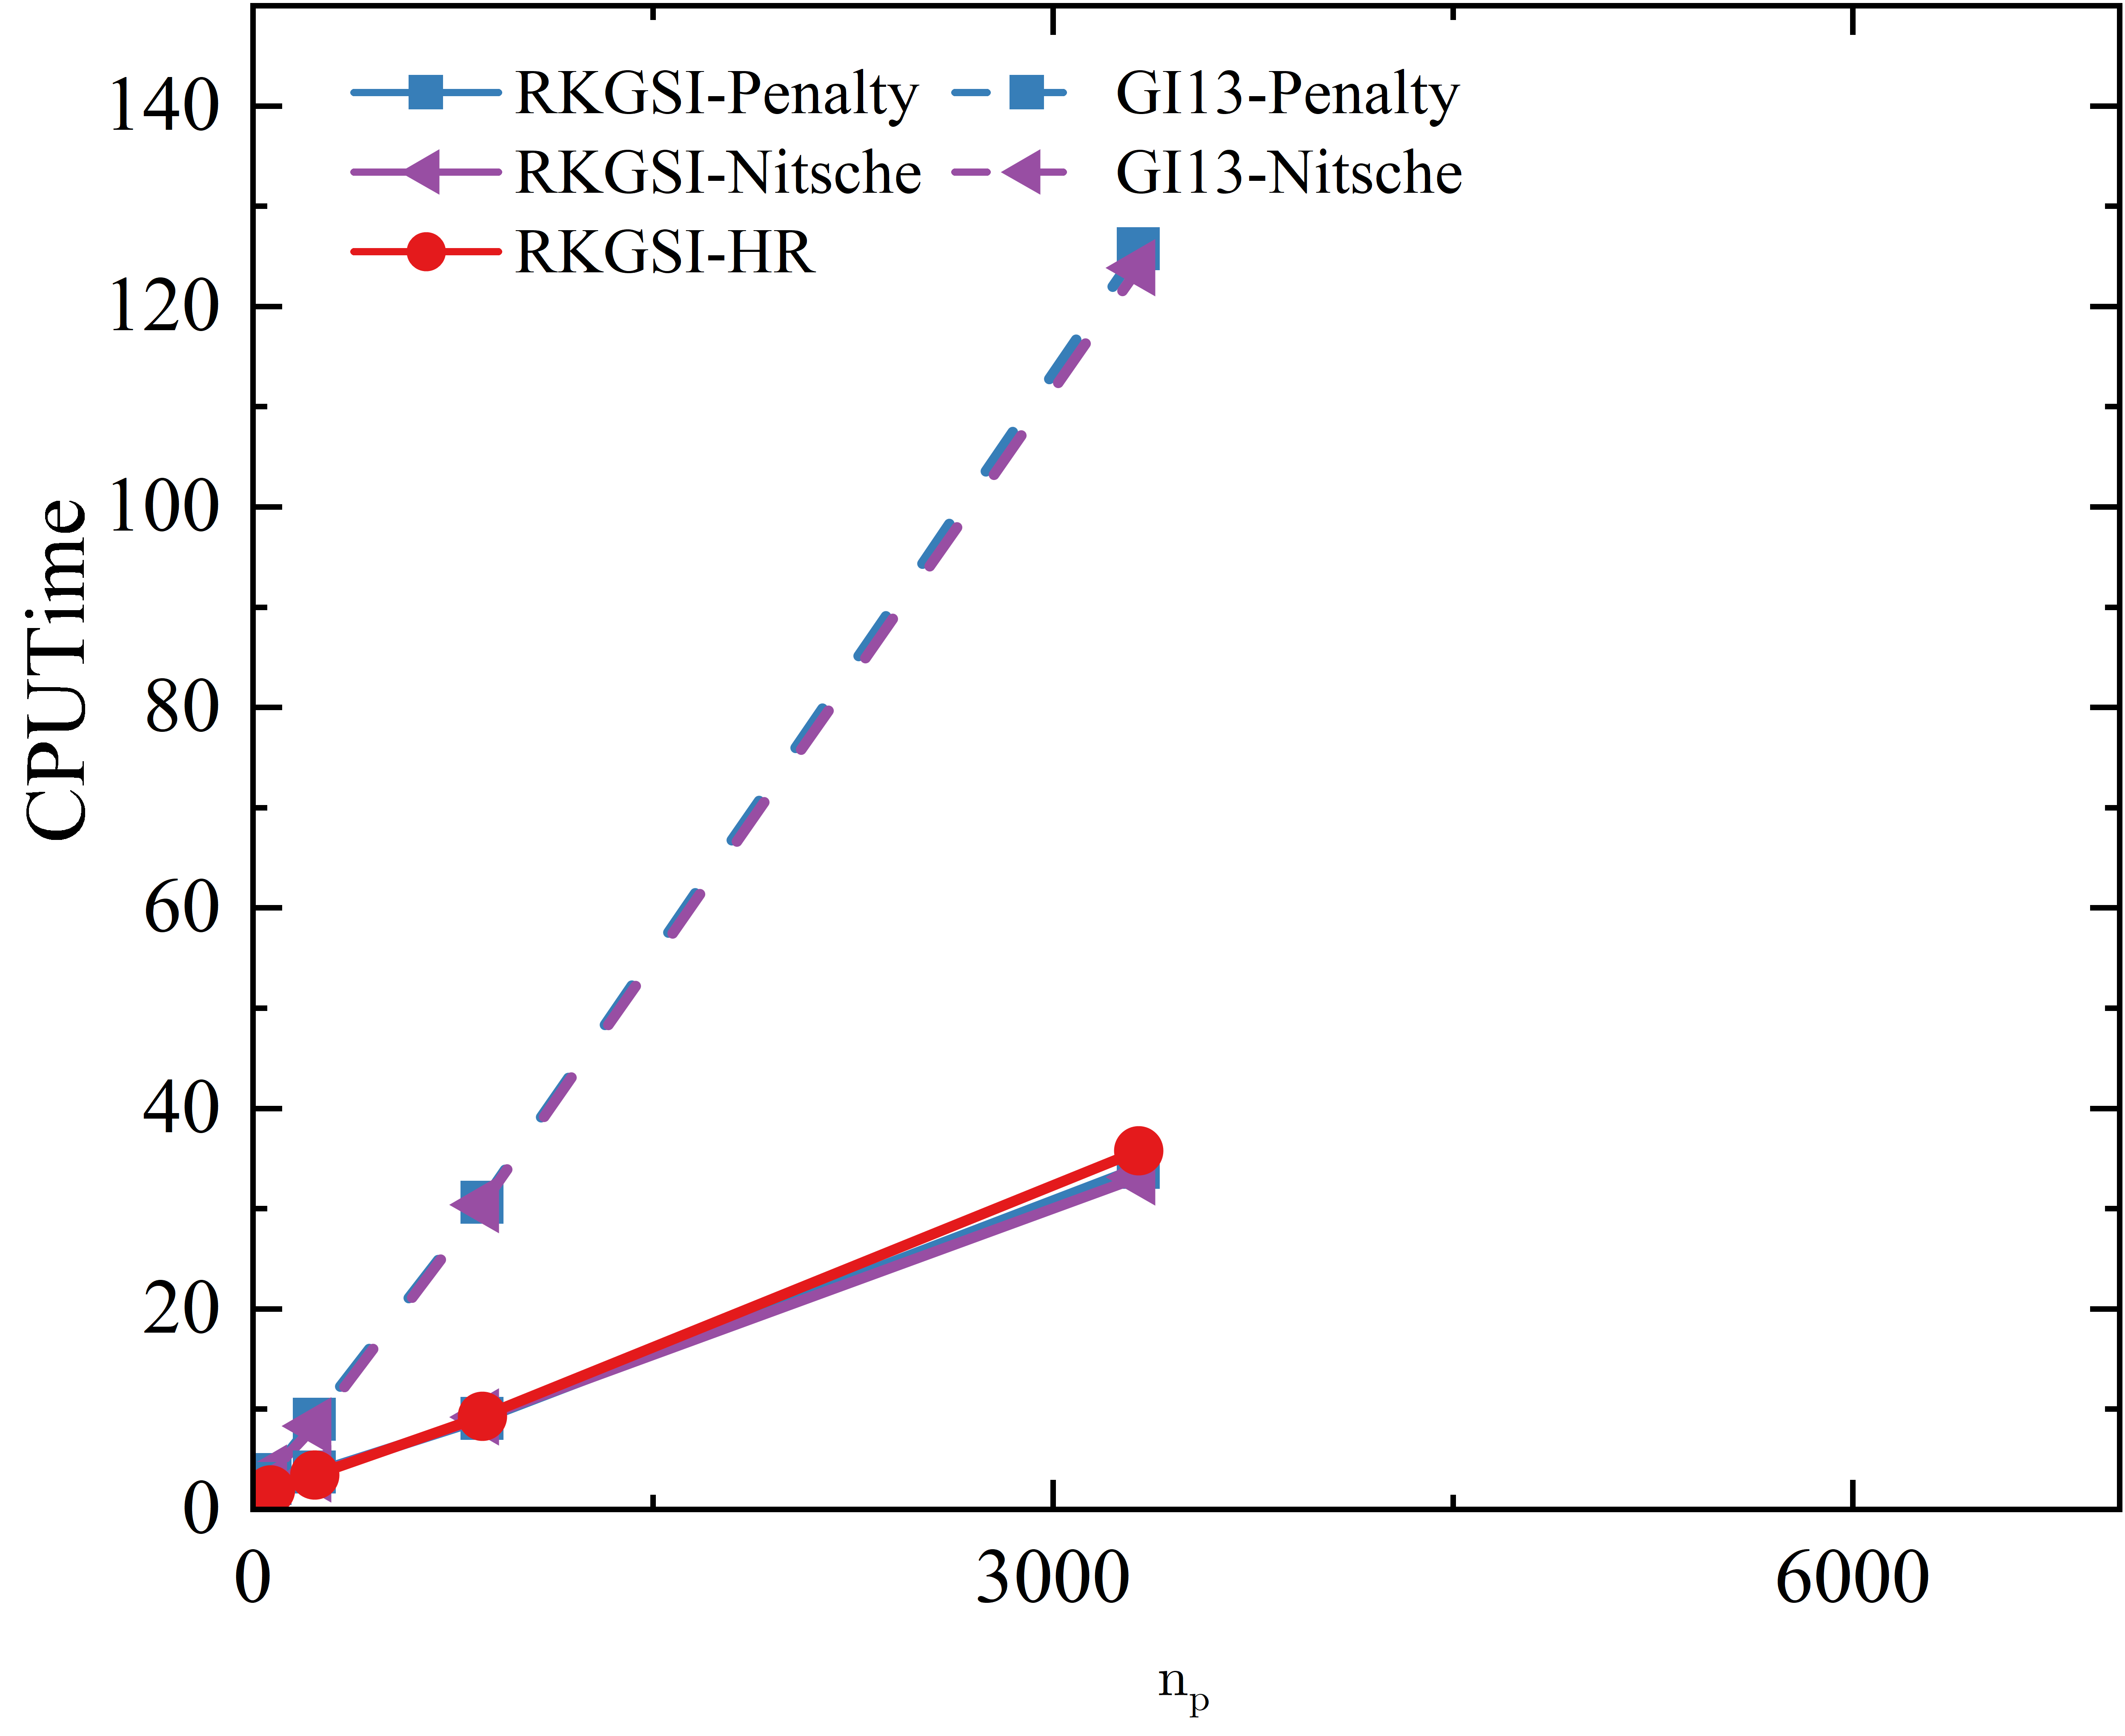 140
120
100
80
60
40
20
0
CPUTime
RKGSI-Penalty
RKGSI-Nitsche
RKGSI-HR
GI13-Penalty
GI13-Nitsche
0 3000 6000
n_p